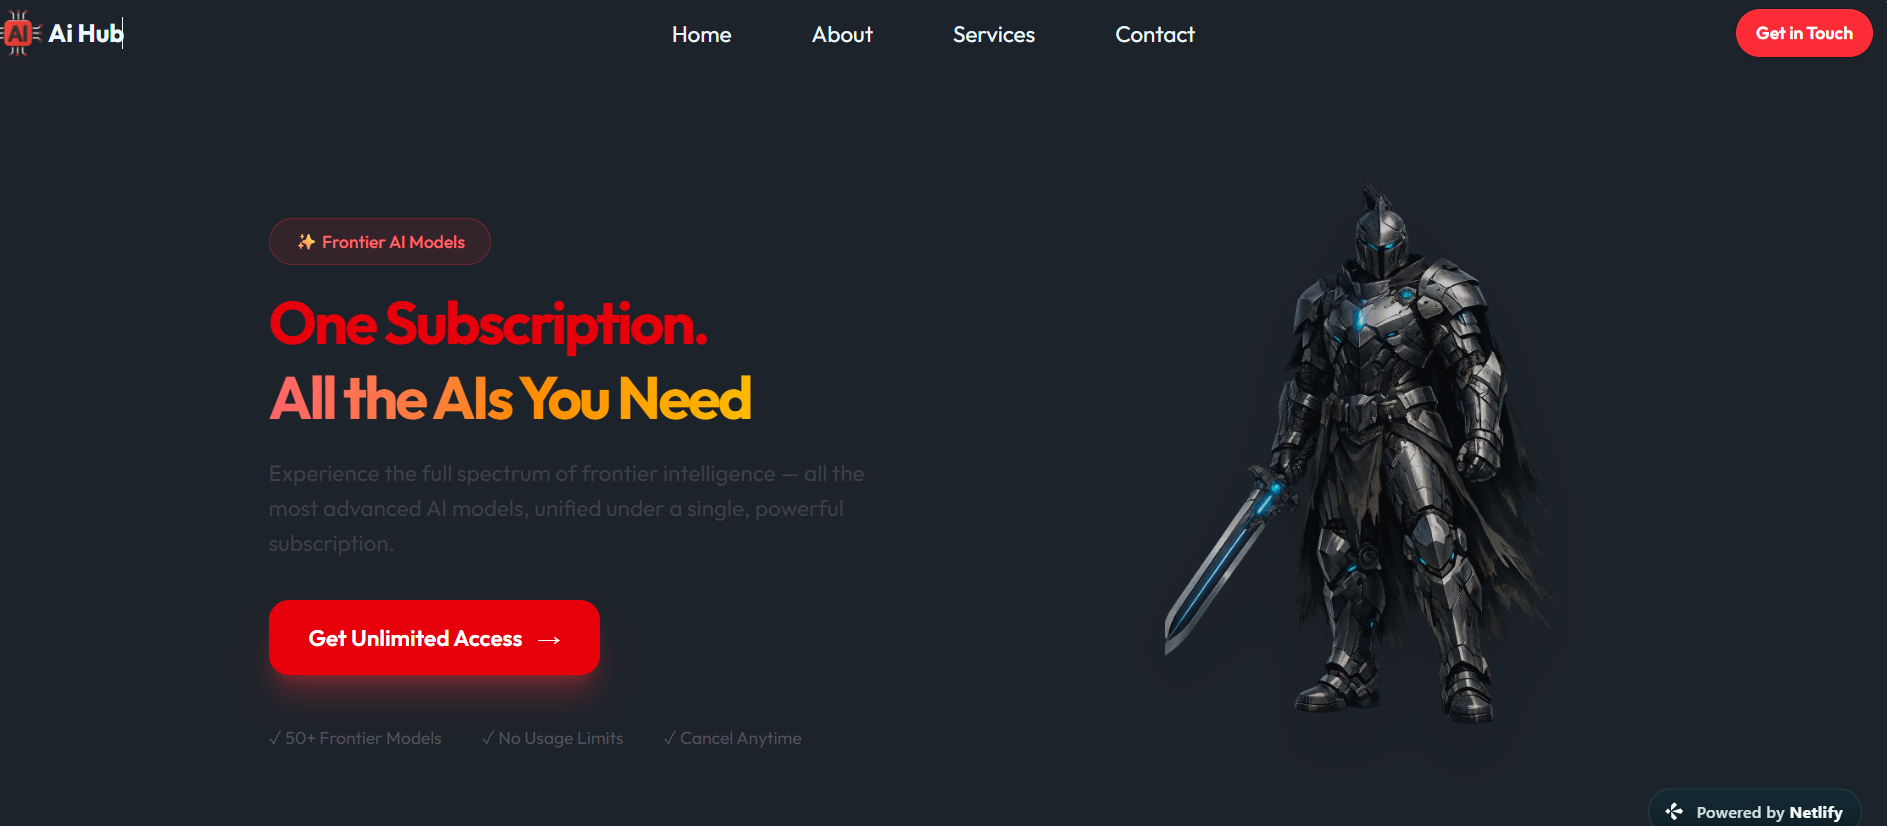 AI Ai Hub
Home About Services Contact
Get in Touch
✨ Frontier AI Models
One Subscription.
All the AIs You Need
Experience the full spectrum of frontier intelligence — all the
most advanced AI models, unified under a single, powerful
subscription.
Get Unlimited Access →
✓ 50+ Frontier Models ✓ No Usage Limits ✓ Cancel Anytime
Powered by Netlify